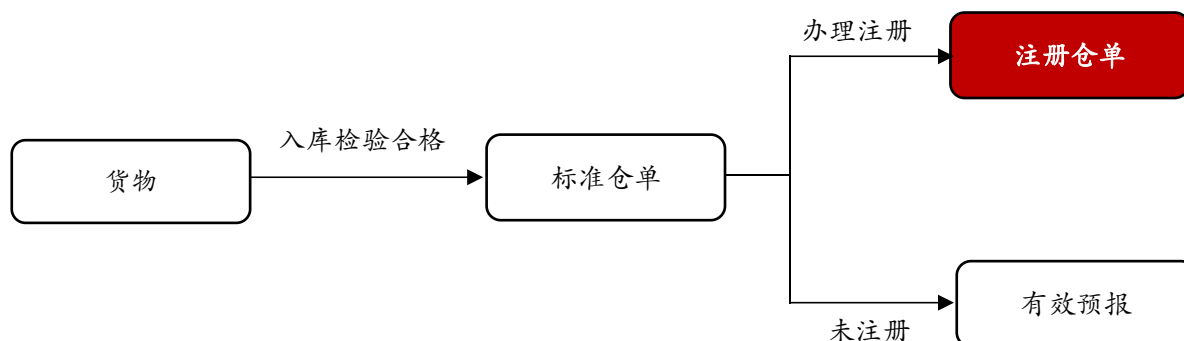 办理注册
注册仓单
入库检验合格
货物
标准仓单
有效预报
未注册